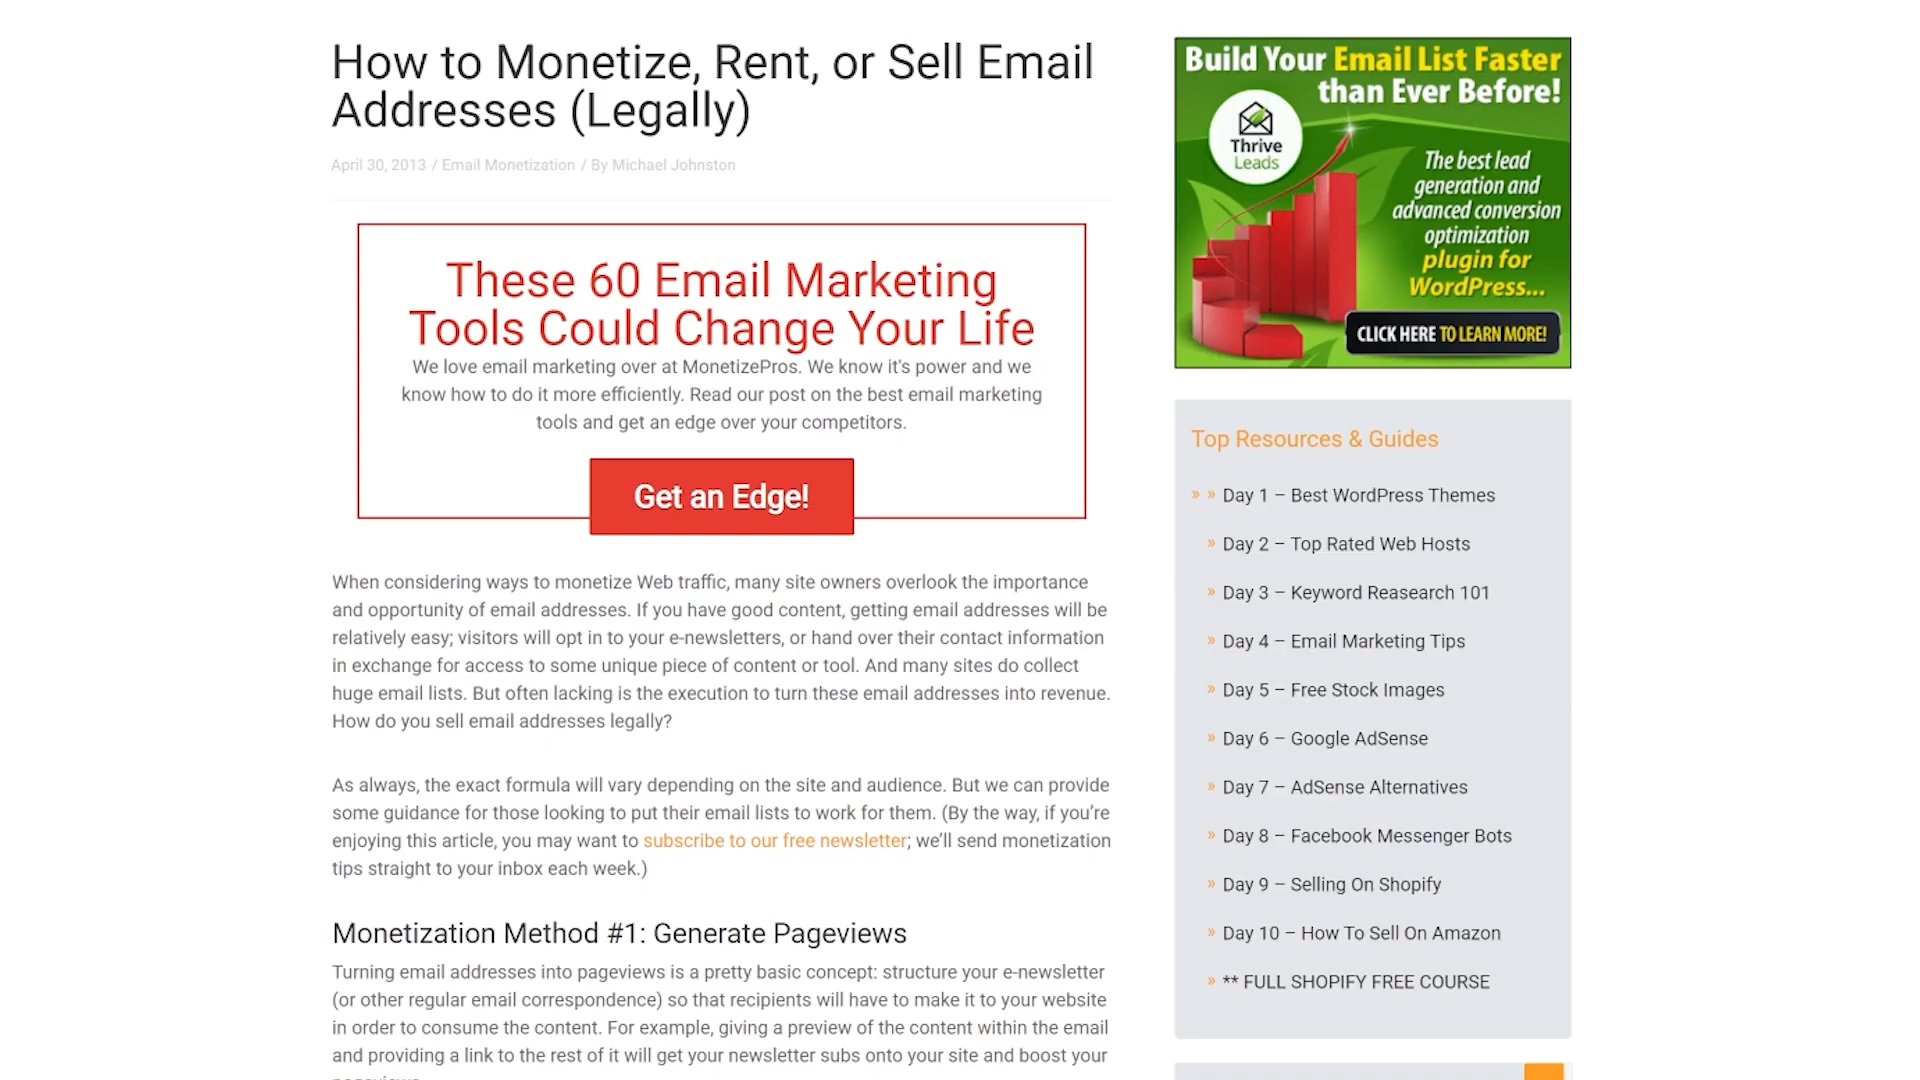 How to Monetize, Rent, or Sell Email
Addresses (Legally)
April 30, 2013 / Email Monetization / By Michael Johnston
These 60 Email Marketing
Tools Could Change Your Life
We love email marketing over at MonetizePros. We know it's power and we
know how to do it more efficiently. Read our post on the best email marketing
tools and get an edge over your competitors.
Get an Edge!
When considering ways to monetize Web traffic, many site owners overlook the importance
and opportunity of email addresses. If you have good content, getting email addresses will be
relatively easy; visitors will opt in to your e-newsletters, or hand over their contact information
in exchange for access to some unique piece of content or tool. And many sites do collect
huge email lists. But often lacking is the execution to turn these email addresses into revenue.
How do you sell email addresses legally?
As always, the exact formula will vary depending on the site and audience. But we can provide
some guidance for those looking to put their email lists to work for them. (By the way, if you’re
enjoying this article, you may want to subscribe to our free newsletter; we’ll send monetization
tips straight to your inbox each week.)
Monetization Method #1: Generate Pageviews
Turning email addresses into pageviews is a pretty basic concept: structure your e-newsletter
(or other regular email correspondence) so that recipients will have to make it to your website
in order to consume the content. For example, giving a preview of the content within the email
and providing a link to the rest of it will get your newsletter subs onto your site and boost your
Build Your Email List Faster
than Ever Before!
Thrive
Leads
The best lead
generation and
advanced conversion
optimization
plugin for
WordPress...
CLICK HERE TO LEARN MORE!
Top Resources & Guides
» » Day 1 – Best WordPress Themes
» Day 2 – Top Rated Web Hosts
» Day 3 – Keyword Reasearch 101
» Day 4 – Email Marketing Tips
» Day 5 – Free Stock Images
» Day 6 – Google AdSense
» Day 7 – AdSense Alternatives
» Day 8 – Facebook Messenger Bots
» Day 9 – Selling On Shopify
» Day 10 – How To Sell On Amazon
» ** FULL SHOPIFY FREE COURSE